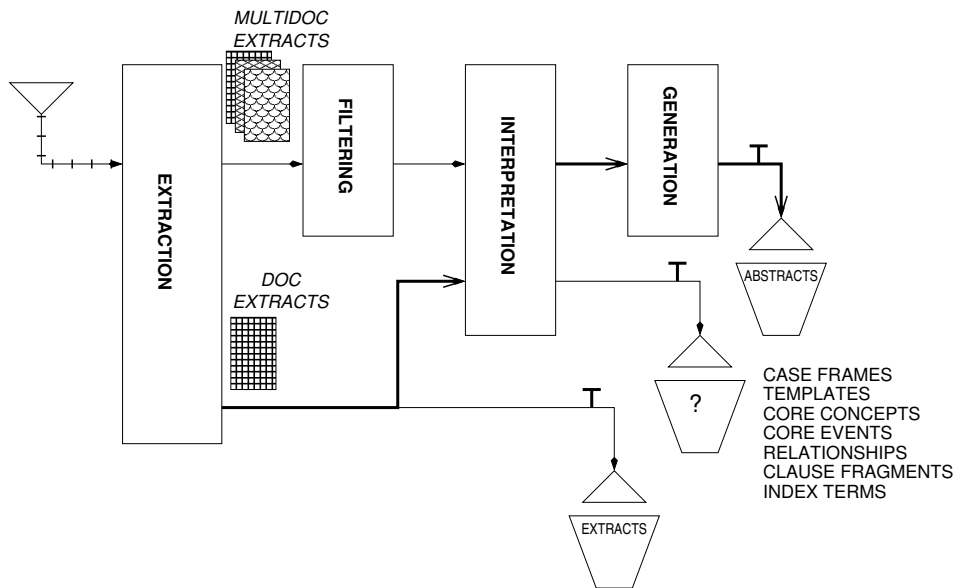 MULTIDOC
EXTRACTS
EXTRACTION
FILTERING
INTERPRETATION
GENERATION
DOC
EXTRACTS
ABSTRACTS
?
CASE FRAMES
TEMPLATES
CORE CONCEPTS
CORE EVENTS
RELATIONSHIPS
CLAUSE FRAGMENTS
INDEX TERMS
EXTRACTS